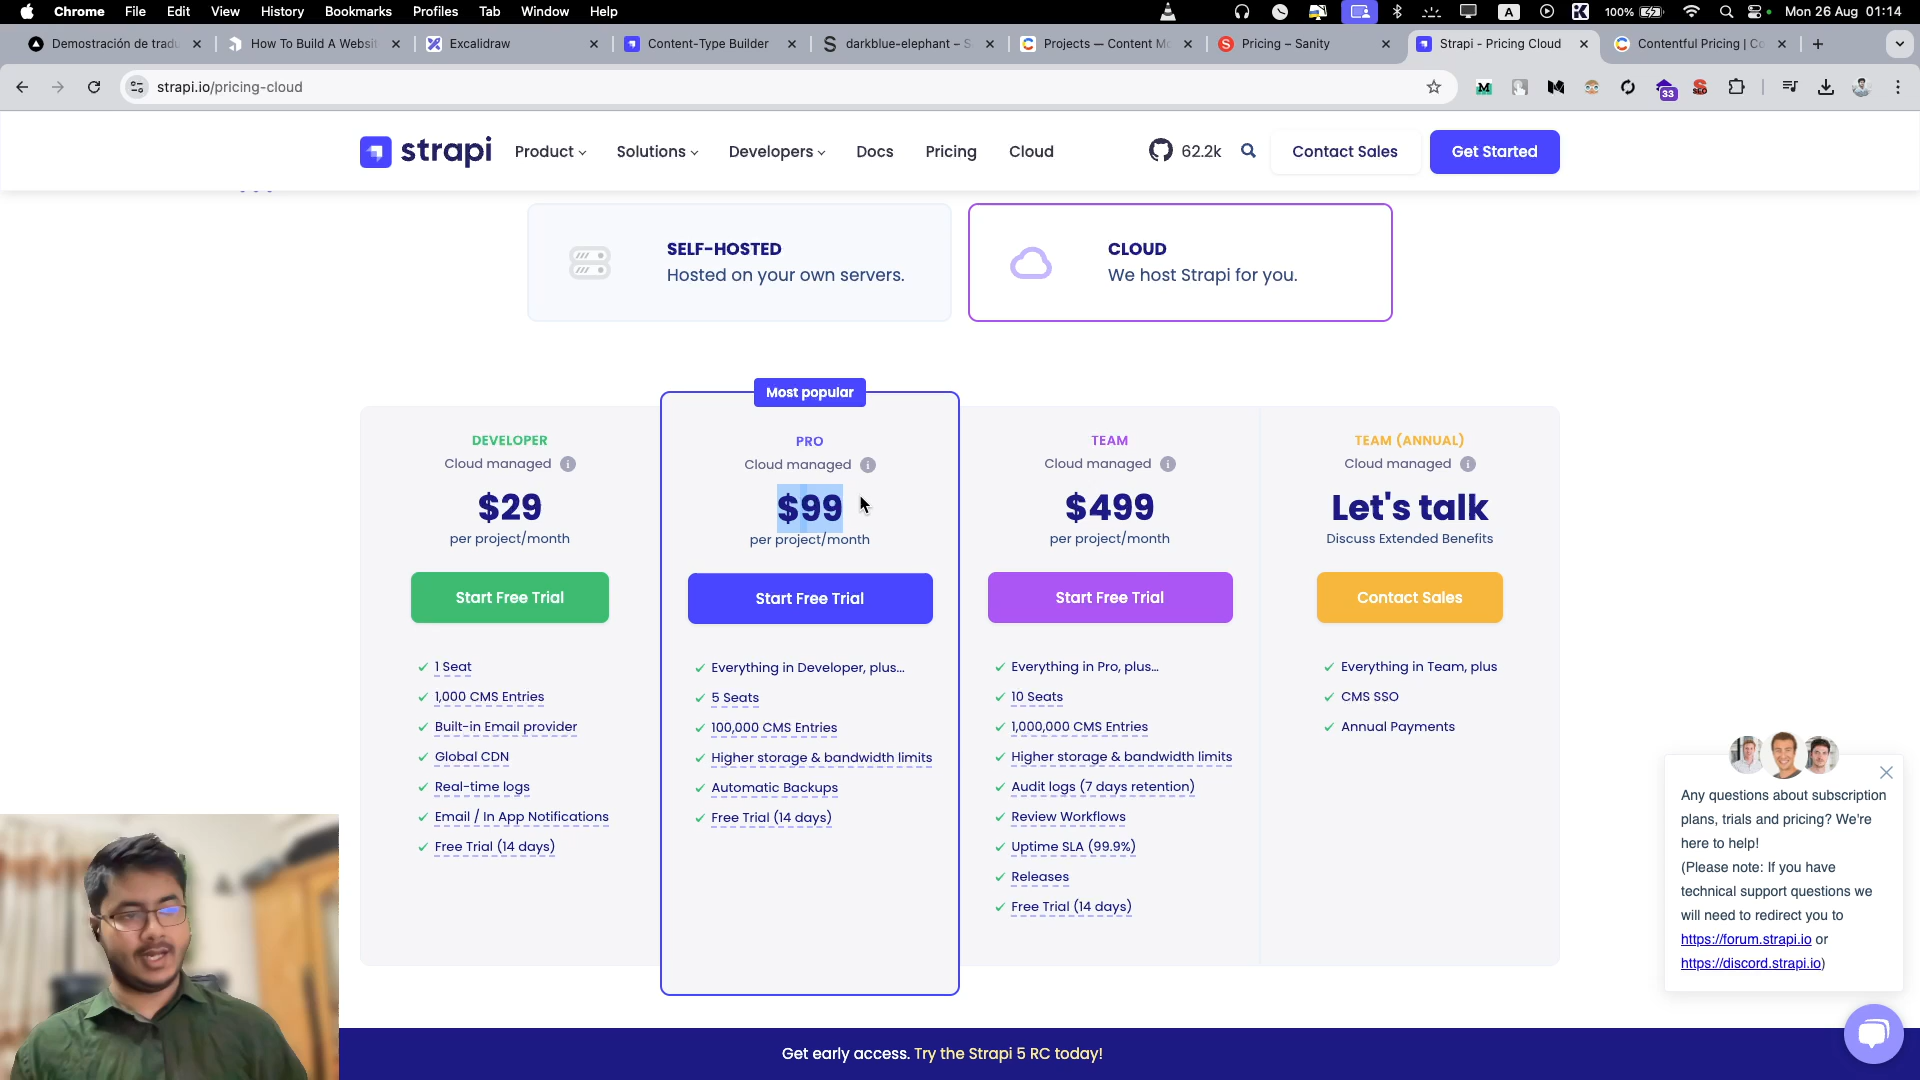 Chrome File Edit View History Bookmarks Profiles Tab Window Help
A 100% Mon 26 Aug 01:14
Demostración de tradu
How To Build A Websit
Excalidraw
Content-Type Builder
darkblue-elephant – S
Projects — Content Mo
Pricing – Sanity
Strapi - Pricing Cloud
Contentful Pricing | Co
strapi.io/pricing-cloud
33
SEO
strapi
Product
Solutions
Developers
Docs
Pricing
Cloud
62.2k
Contact Sales
Get Started
SELF-HOSTED
Hosted on your own servers.
CLOUD
We host Strapi for you.
Most popular
DEVELOPER
Cloud managed
$29
per project/month
Start Free Trial
1 Seat
1,000 CMS Entries
Built-in Email provider
Global CDN
Real-time logs
Email / In App Notifications
Free Trial (14 days)
PRO
Cloud managed
$99
per project/month
Start Free Trial
Everything in Developer, plus...
5 Seats
100,000 CMS Entries
Higher storage & bandwidth limits
Automatic Backups
Free Trial (14 days)
TEAM
Cloud managed
$499
per project/month
Start Free Trial
Everything in Pro, plus...
10 Seats
1,000,000 CMS Entries
Higher storage & bandwidth limits
Audit logs (7 days retention)
Review Workflows
Uptime SLA (99.9%)
Releases
Free Trial (14 days)
TEAM (ANNUAL)
Cloud managed
Let's talk
Discuss Extended Benefits
Contact Sales
Everything in Team, plus
CMS SSO
Annual Payments
Any questions about subscription
plans, trials and pricing? We're
here to help!
(Please note: If you have
technical support questions we
will need to redirect you to
https://forum.strapi.io or
https://discord.strapi.io)
Get early access. Try the Strapi 5 RC today!